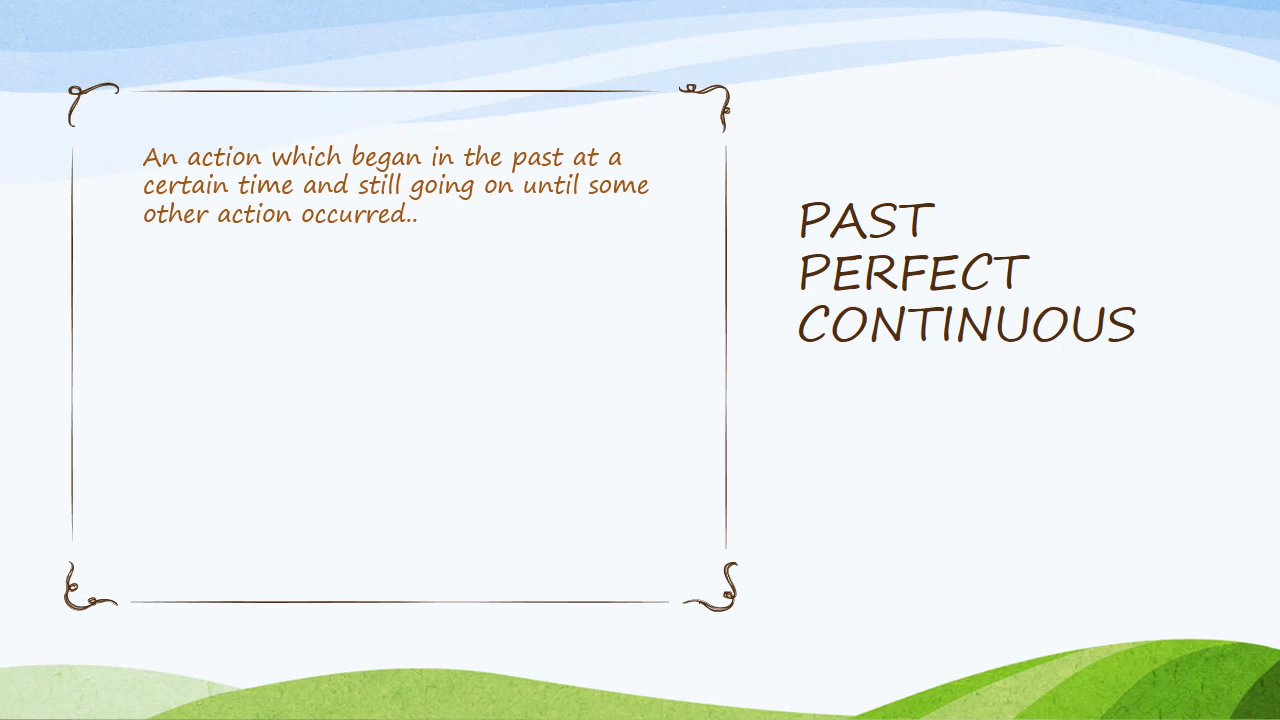 An action which began in the past at a
certain time and still going on until some
other action occurred..
PAST
PERFECT
CONTINUOUS